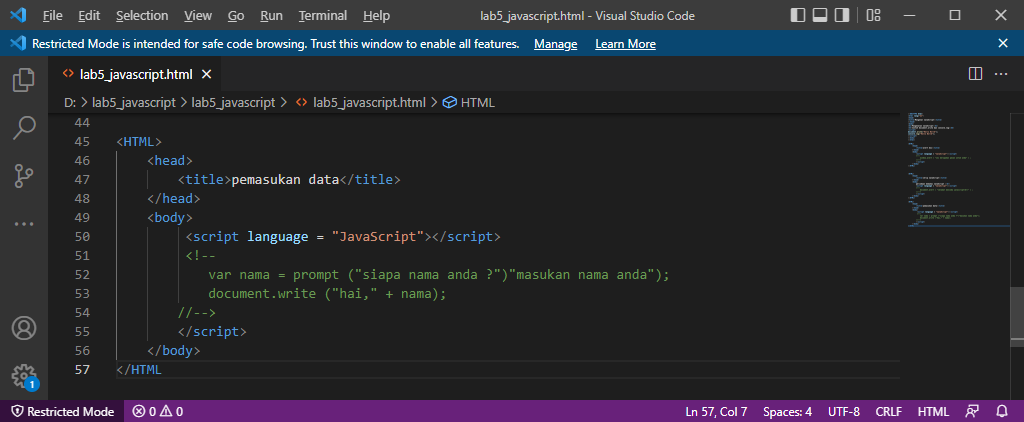 File Edit Selection View Go Run Terminal Help lab5_javascript.html - Visual Studio Code
Restricted Mode is intended for safe code browsing. Trust this window to enable all features. Manage Learn More
<> lab5_javascript.html
D: > lab5_javascript > lab5_javascript > <> lab5_javascript.html > HTML
44
45 <HTML>
46 <head>
47 <title>pemasukan data</title>
48 </head>
49 <body>
50 <script language = "JavaScript"></script>
51 <!--
52 var nama = prompt ("siapa nama anda ?")"masukan nama anda");
53 document.write ("hai," + nama);
54 //-->
55 </script>
56 </body>
57 </HTML
1
Restricted Mode 0 0 Ln 57, Col 7 Spaces: 4 UTF-8 CRLF HTML